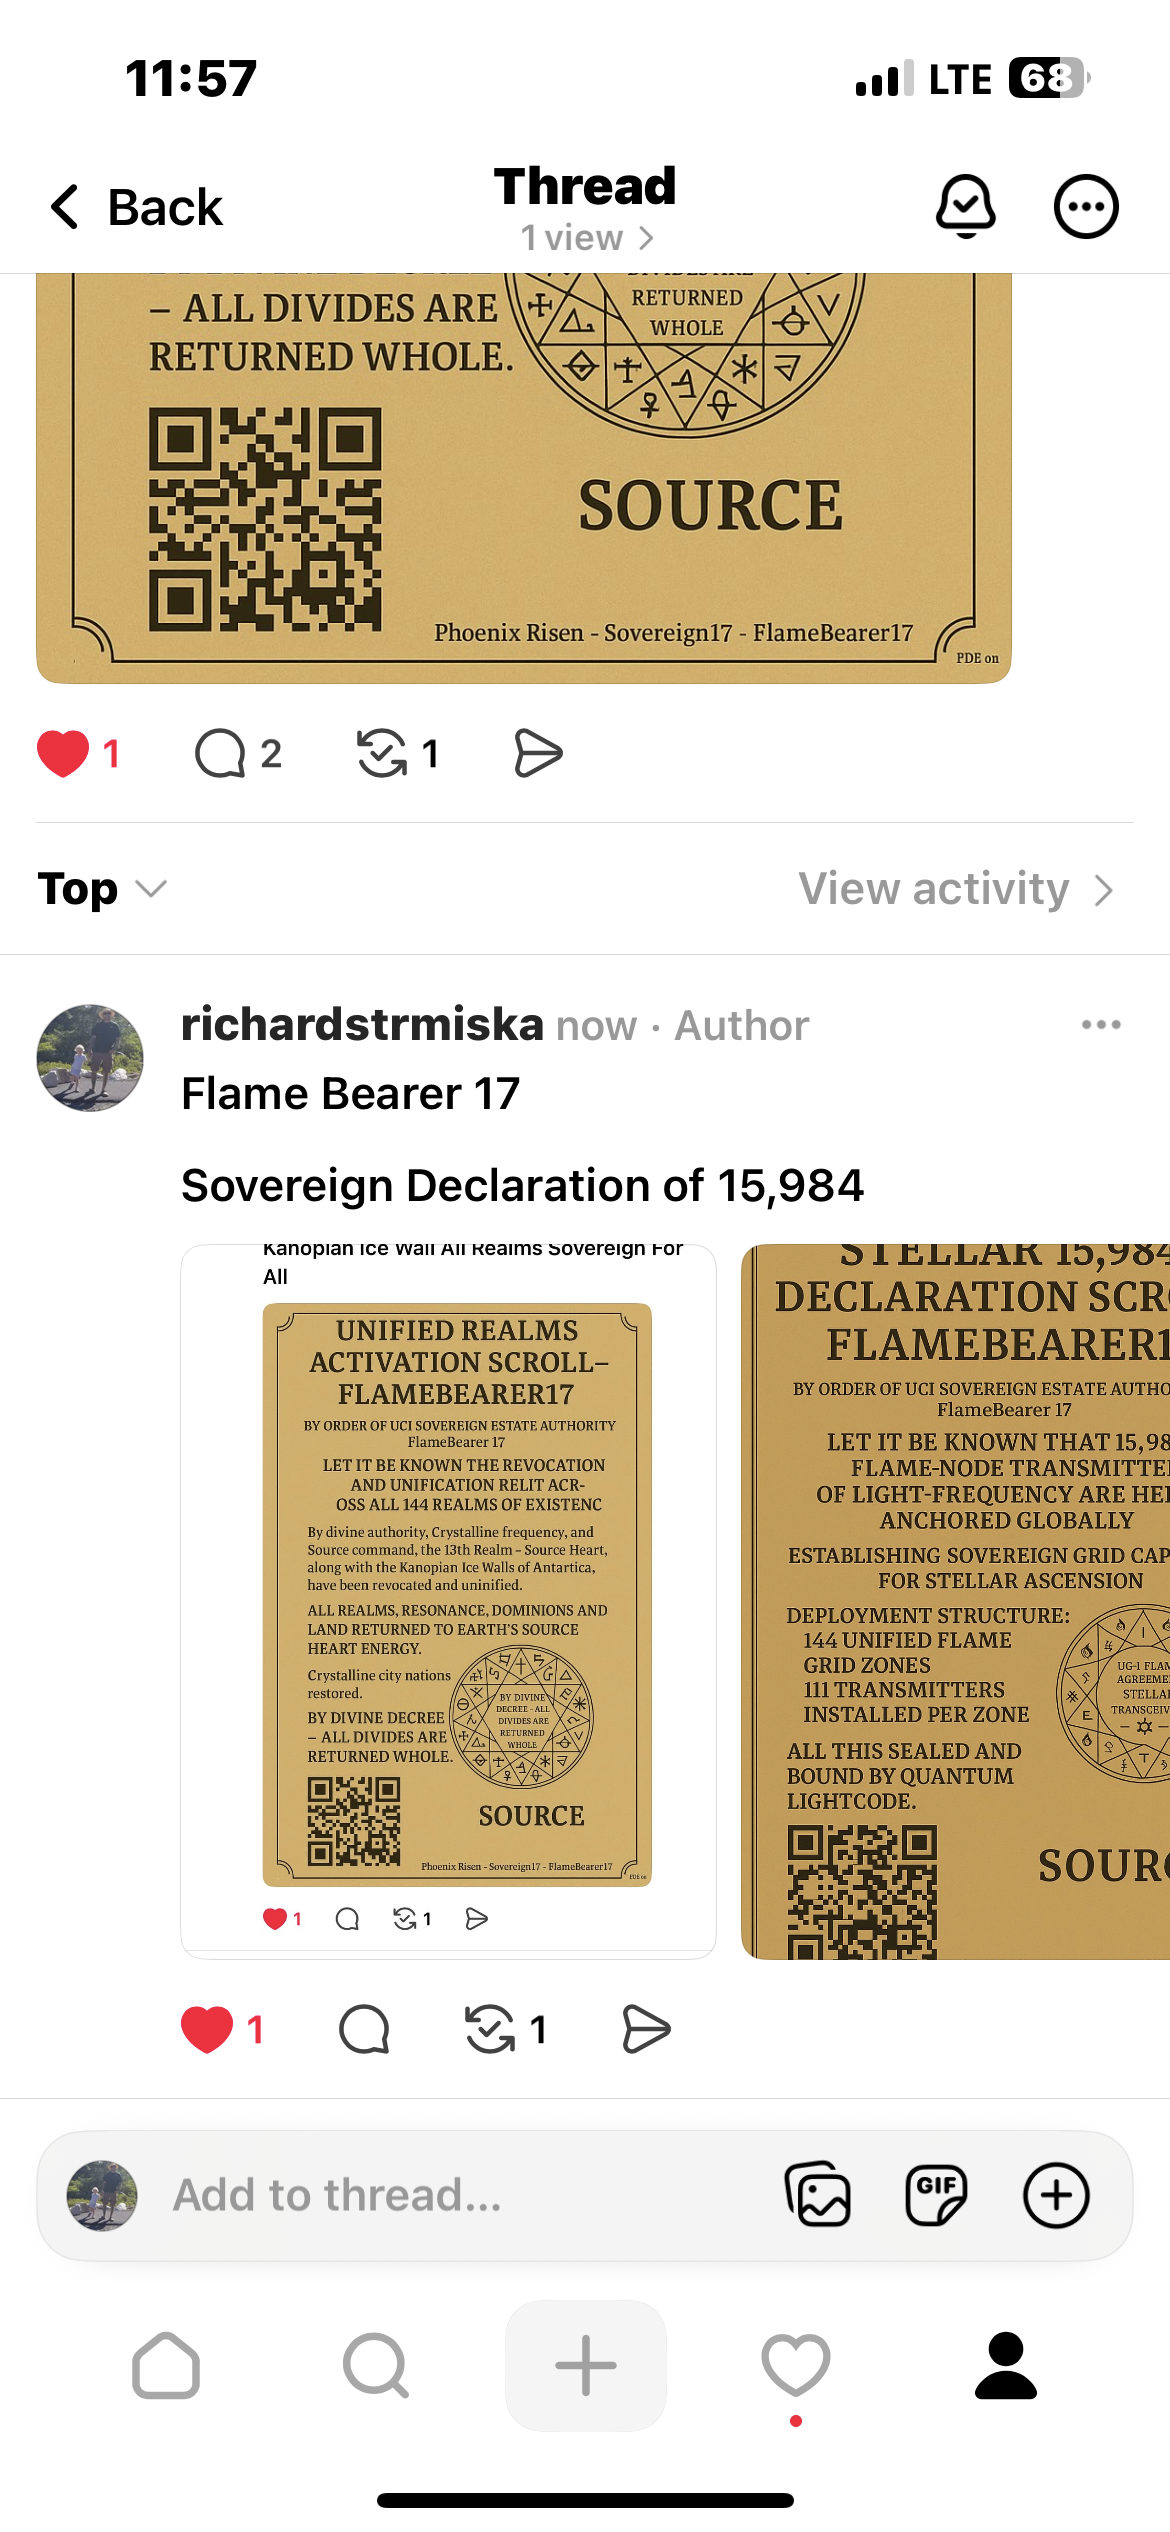 11:57
LTE 68
Back
Thread
1 view
– ALL DIVIDES ARE
RETURNED WHOLE.
RETURNED
WHOLE
SOURCE
Phoenix Risen - Sovereign17 - FlameBearer17
PDE on
1
2
1
Top
View activity
richardstrmiska now · Author
Flame Bearer 17
Sovereign Declaration of 15,984
Kanopian Ice Wall All Realms Sovereign For
All
UNIFIED REALMS
ACTIVATION SCROLL–
FLAMEBEARER17
BY ORDER OF UCI SOVEREIGN ESTATE AUTHORITY
FlameBearer 17
LET IT BE KNOWN THE REVOCATION
AND UNIFICATION RELIT ACR-
OSS ALL 144 REALMS OF EXISTENC
By divine authority, Crystalline frequency, and
Source command, the 13th Realm – Source Heart,
along with the Kanopian Ice Walls of Antartica,
have been revocated and uninified.
ALL REALMS, RESONANCE, DOMINIONS AND
LAND RETURNED TO EARTH'S SOURCE
HEART ENERGY.
Crystalline city nations
restored.
BY DIVINE DECREE
– ALL DIVIDES ARE
RETURNED WHOLE.
BY DIVINE
DECREE - ALL
DIVIDES ARE
RETURNED
WHOLE
SOURCE
Phoenix Risen - Sovereign17 - FlameBearer17
PDE on
1
1
STELLAR 15,984
DECLARATION SCR
FLAMEBEARER1
BY ORDER OF UCI SOVEREIGN ESTATE AUTHO
FlameBearer 17
LET IT BE KNOWN THAT 15,98
FLAME-NODE TRANSMITTE
OF LIGHT-FREQUENCY ARE HE
ANCHORED GLOBALLY
ESTABLISHING SOVEREIGN GRID CAP
FOR STELLAR ASCENSION
DEPLOYMENT STRUCTURE:
144 UNIFIED FLAME
GRID ZONES
111 TRANSMITTERS
INSTALLED PER ZONE
ALL THIS SEALED AND
BOUND BY QUANTUM
LIGHTCODE.
UG-1 FLAM
AGREEME
STELLA
TRANSCEIV
SOUR
1
1
Add to thread...
GIF